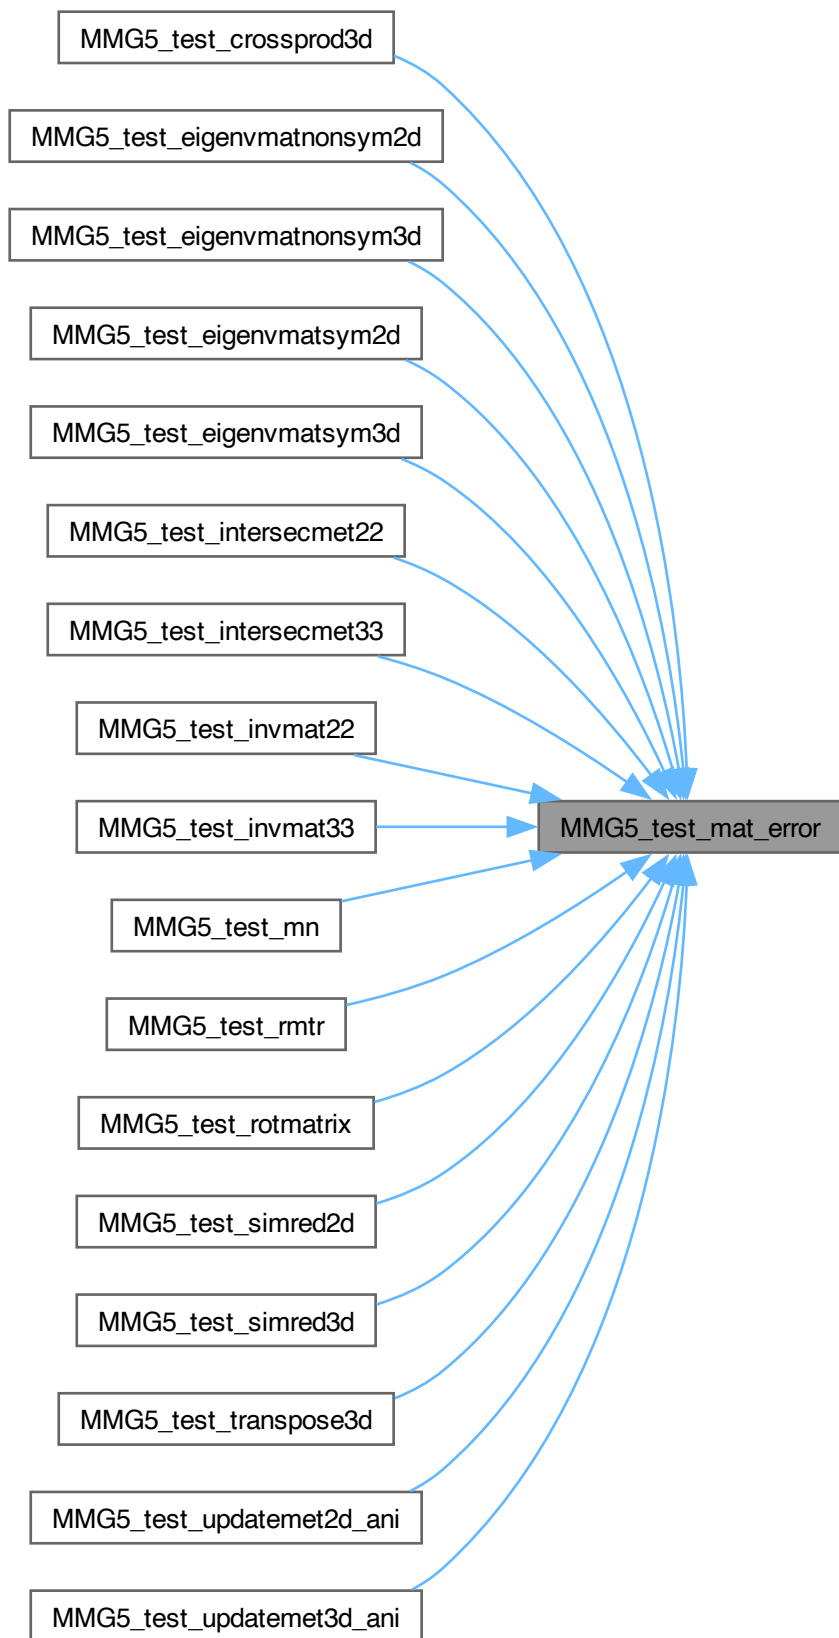 MMG5_test_crossprod3d
MMG5_test_eigenvmatnonsym2d
MMG5_test_eigenvmatnonsym3d
MMG5_test_eigenvmatsym2d
MMG5_test_eigenvmatsym3d
MMG5_test_intersecmet22
MMG5_test_intersecmet33
MMG5_test_invmat22
MMG5_test_invmat33
MMG5_test_mat_error
MMG5_test_mn
MMG5_test_rmtr
MMG5_test_rotmatrix
MMG5_test_simred2d
MMG5_test_simred3d
MMG5_test_transpose3d
MMG5_test_updatemet2d_ani
MMG5_test_updatemet3d_ani